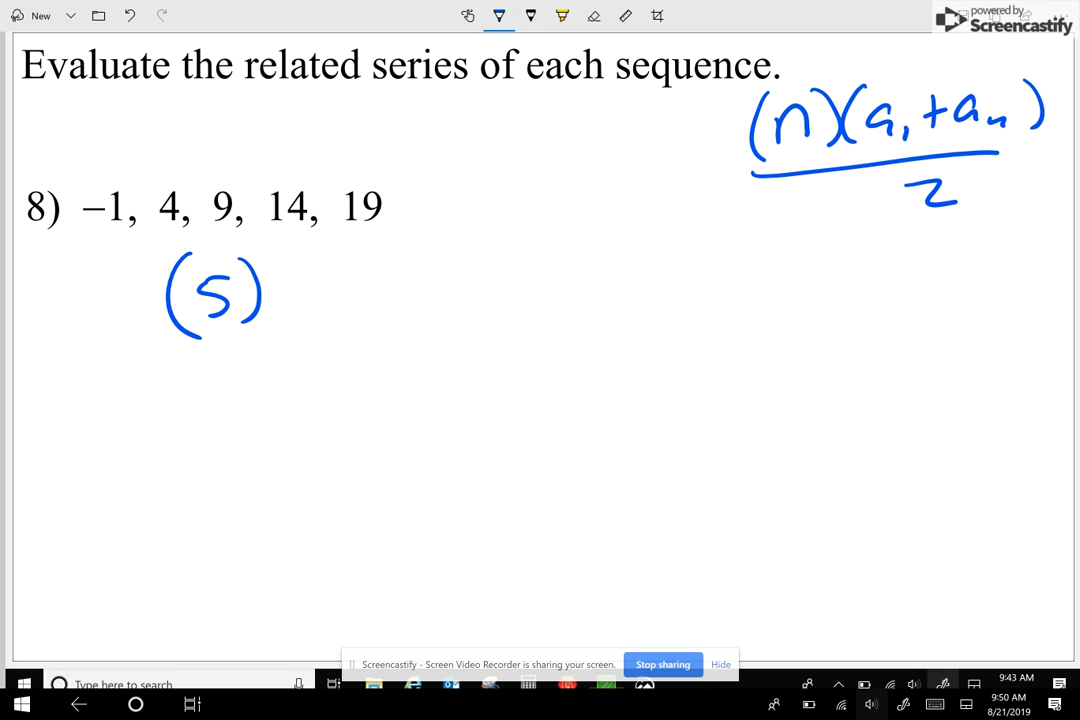 New
powered by
Screencastify
Evaluate the related series of each sequence.
(n)(a₁+aₙ)
2
8) –1, 4, 9, 14, 19
(5)
Screencastify - Screen Video Recorder is sharing your screen.
Stop sharing
Hide
Type here to search
9:43 AM
9:50 AM
8/21/2019